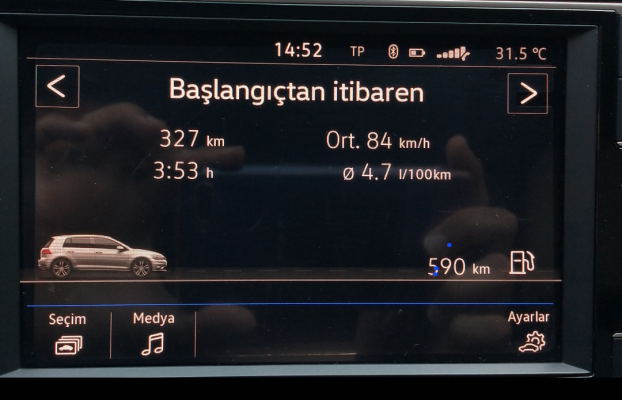 14:52 TP 31.5 °C
< Başlangıçtan itibaren >
327 km Ort. 84 km/h
3:53 h Ø 4.7 l/100km
590 km
Seçim Medya Ayarlar